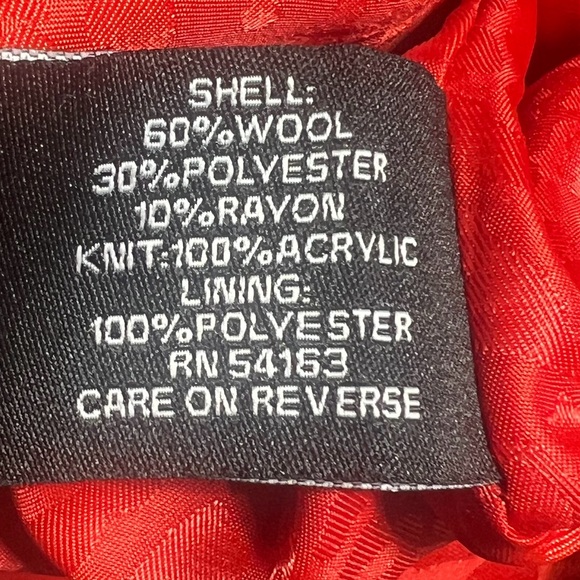 SHELL:
60%WOOL
30%POLYESTER
10%RAYON
KNIT:100%ACRYLIC
LINING:
100%POLYESTER
RN 54163
CARE ON REVERSE